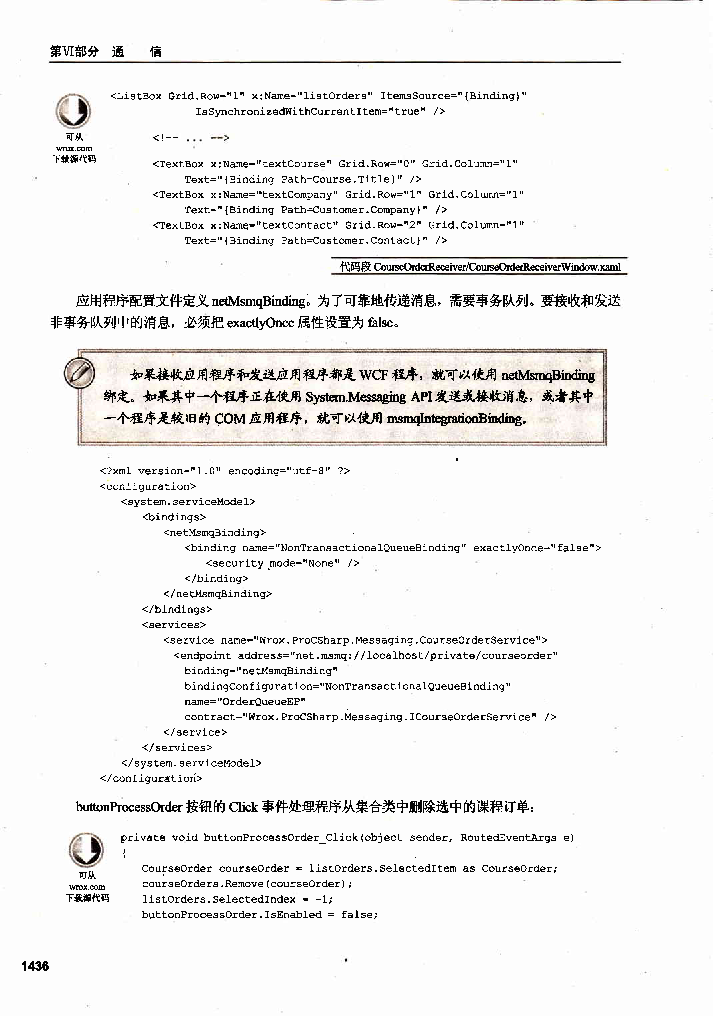 第VI部分 通 信
<ListBox Grid.Row="1" x:Name="listOrders" ItemsSource="{Binding}"
IsSynchronizedWithCurrentItem="true" />
可从
wrox.com
下载源代码
<!-- ... -->
<TextBox x:Name="textCourse" Grid.Row="0" Grid.Column="1"
Text="{Binding Path=Course.Title}" />
<TextBox x:Name="textCompany" Grid.Row="1" Grid.Column="1"
Text="{Binding Path=Customer.Company}" />
<TextBox x:Name="textContact" Grid.Row="2" Grid.Column="1"
Text="{Binding Path=Customer.Contact}" />
代码段 CourseOrderReceiver/CourseOrderReceiverWindow.xaml
应用程序配置文件定义 netMsmqBinding。为了可靠地传递消息，需要事务队列。要接收和发送
非事务队列中的消息，必须把 exactlyOnce 属性设置为 false。
如果接收应用程序和发送应用程序都是 WCF 程序，就可以使用 netMsmqBinding
绑定。如果其中一个程序正在使用 System.Messaging API 发送或接收消息，或者其中
一个程序是较旧的 COM 应用程序，就可以使用 msmqIntegrationBinding。
<?xml version="1.0" encoding="utf-8" ?>
<configuration>
<system.serviceModel>
<bindings>
<netMsmqBinding>
<binding name="NonTransactionalQueueBinding" exactlyOnce="false">
<security mode="None" />
</binding>
</netMsmqBinding>
</bindings>
<services>
<service name="Wrox.ProCSharp.Messaging.CourseOrderService">
<endpoint address="net.msmq://localhost/private/courseorder"
binding="netMsmqBinding"
bindingConfiguration="NonTransactionalQueueBinding"
name="OrderQueueEP"
contract="Wrox.ProCSharp.Messaging.ICourseOrderService" />
</service>
</services>
</system.serviceModel>
</configuration>
buttonProcessOrder 按钮的 Click 事件处理程序从集合类中删除选中的课程订单：
private void buttonProcessOrder_Click(object sender, RoutedEventArgs e)
{
可从
wrox.com
下载源代码
CourseOrder courseOrder = listOrders.SelectedItem as CourseOrder;
courseOrders.Remove(courseOrder);
listOrders.SelectedIndex = -1;
buttonProcessOrder.IsEnabled = false;
1436